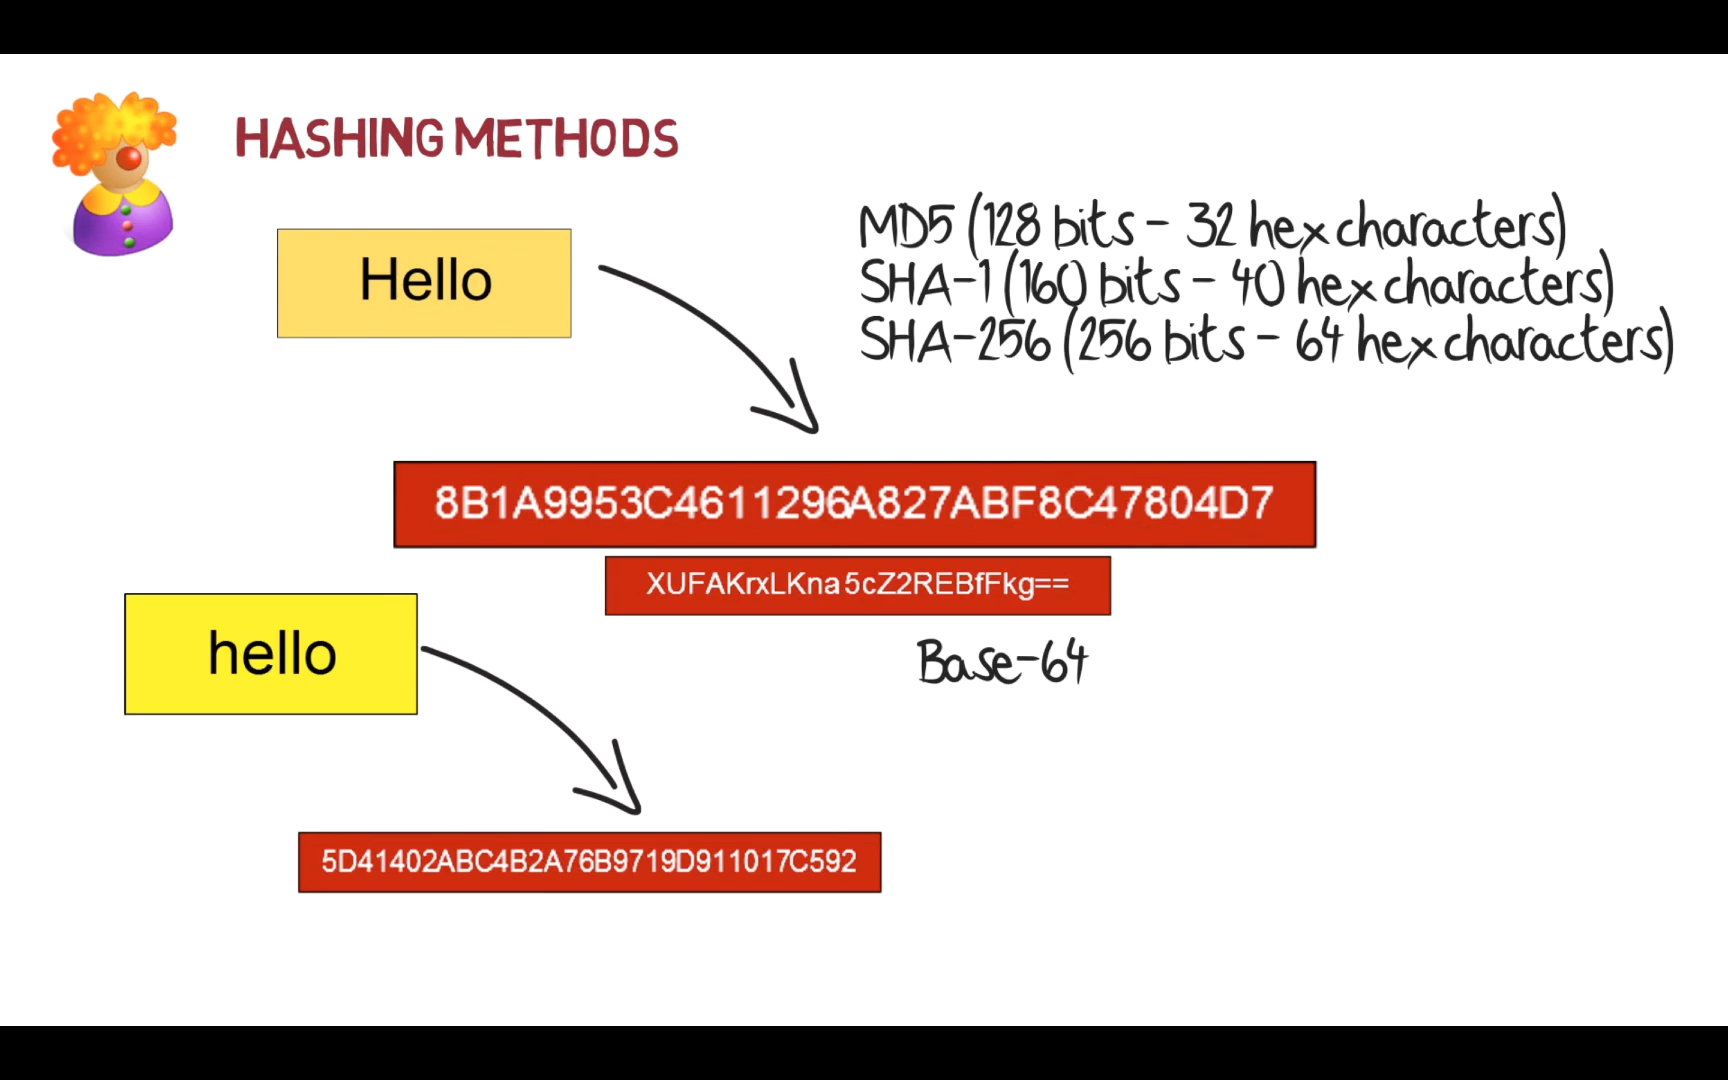 HASHING METHODS
MD5 (128 bits - 32 hex characters)
SHA-1 (160 bits - 40 hex characters)
SHA-256 (256 bits - 64 hex characters)
Hello
8B1A9953C4611296A827ABF8C47804D7
XUFAKrxLKna5cZ2REBfFkg==
Base-64
hello
5D41402ABC4B2A76B9719D911017C592